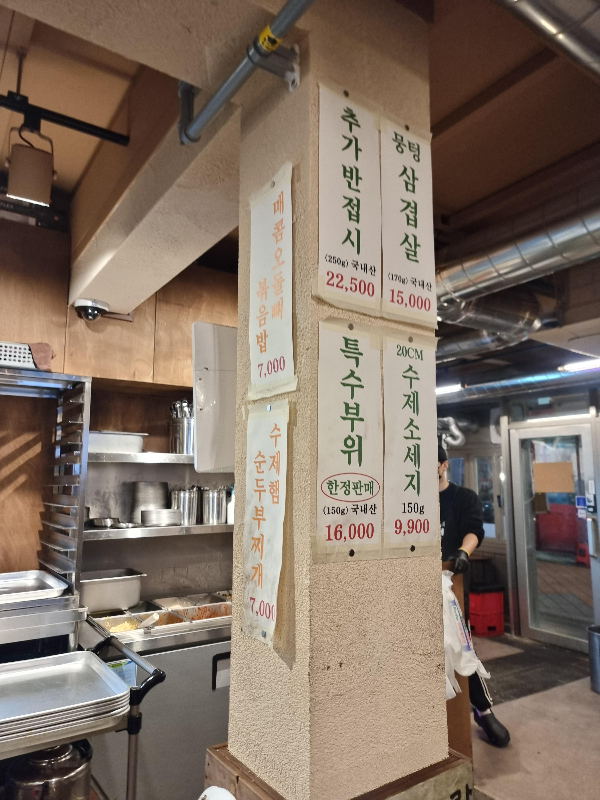 매콤오돌뼈
볶음밥
7,000
수제햄
순두부찌개
7,000
추가반접시
(250g) 국내산
22,500
뭉텅
삼겹살
(170g) 국내산
15,000
특수부위
한정판매
(150g) 국내산
16,000
20CM
수제소세지
150g
9,900